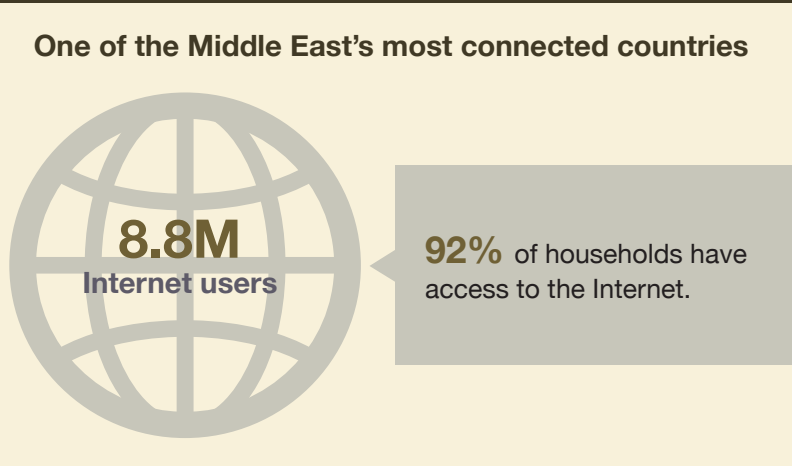 One of the Middle East’s most connected countries
8.8M
Internet users
92% of households have
access to the Internet.